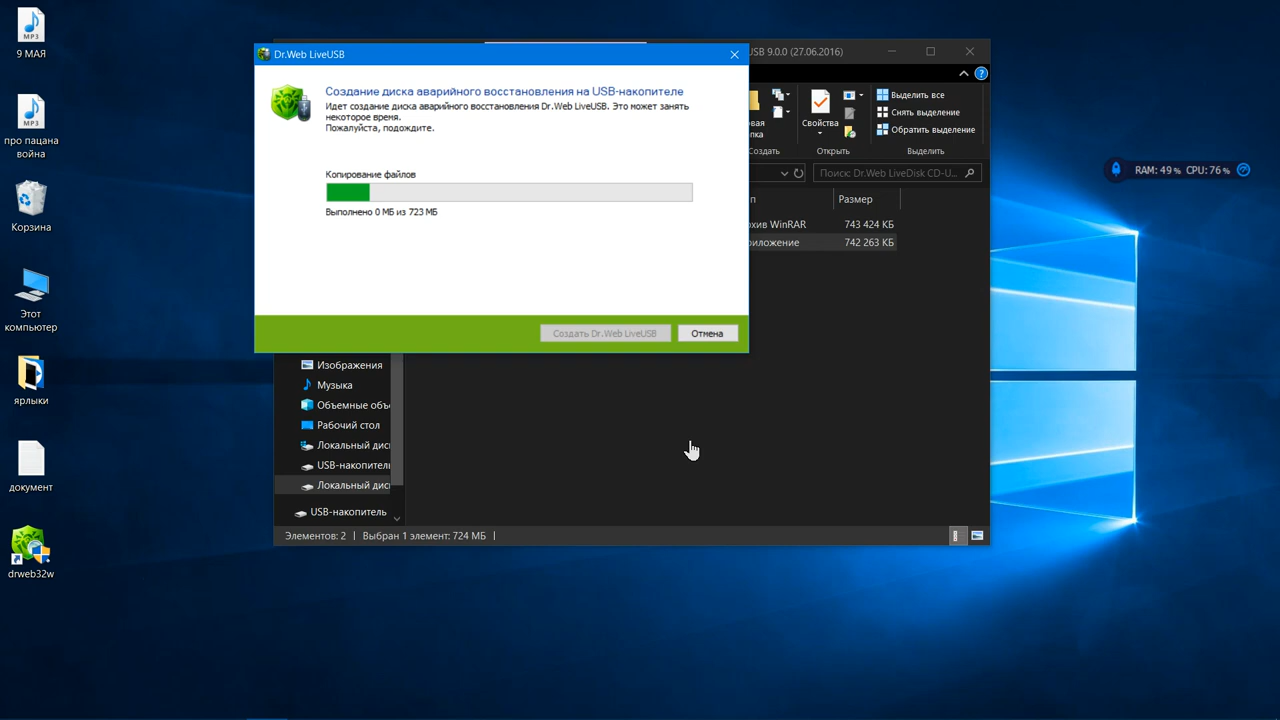 9 МАЯ
про пацана
война
Корзина
Этот
компьютер
ярлыки
документ
drweb32w
Dr.Web LiveUSB
Создание диска аварийного восстановления на USB-накопителе
Идет создание диска аварийного восстановления Dr.Web LiveUSB. Это может занять
некоторое время.
Пожалуйста, подождите.
Копирование файлов
Выполнено 0 МБ из 723 МБ
Создать Dr.Web LiveUSB
Отмена
USB 9.0.0 (27.06.2016)
Выделить все
Снять выделение
Обратить выделение
Свойства
Создать
Открыть
Выделить
Поиск: Dr.Web LiveDisk CD-U...
Размер
WinRAR
743 424 КБ
742 263 КБ
Изображения
Музыка
Объемные объ
Рабочий стол
Локальный дис
USB-накопител
Локальный дис
USB-накопитель
Элементов: 2
Выбран 1 элемент: 724 МБ
RAM: 49 % CPU: 76 %